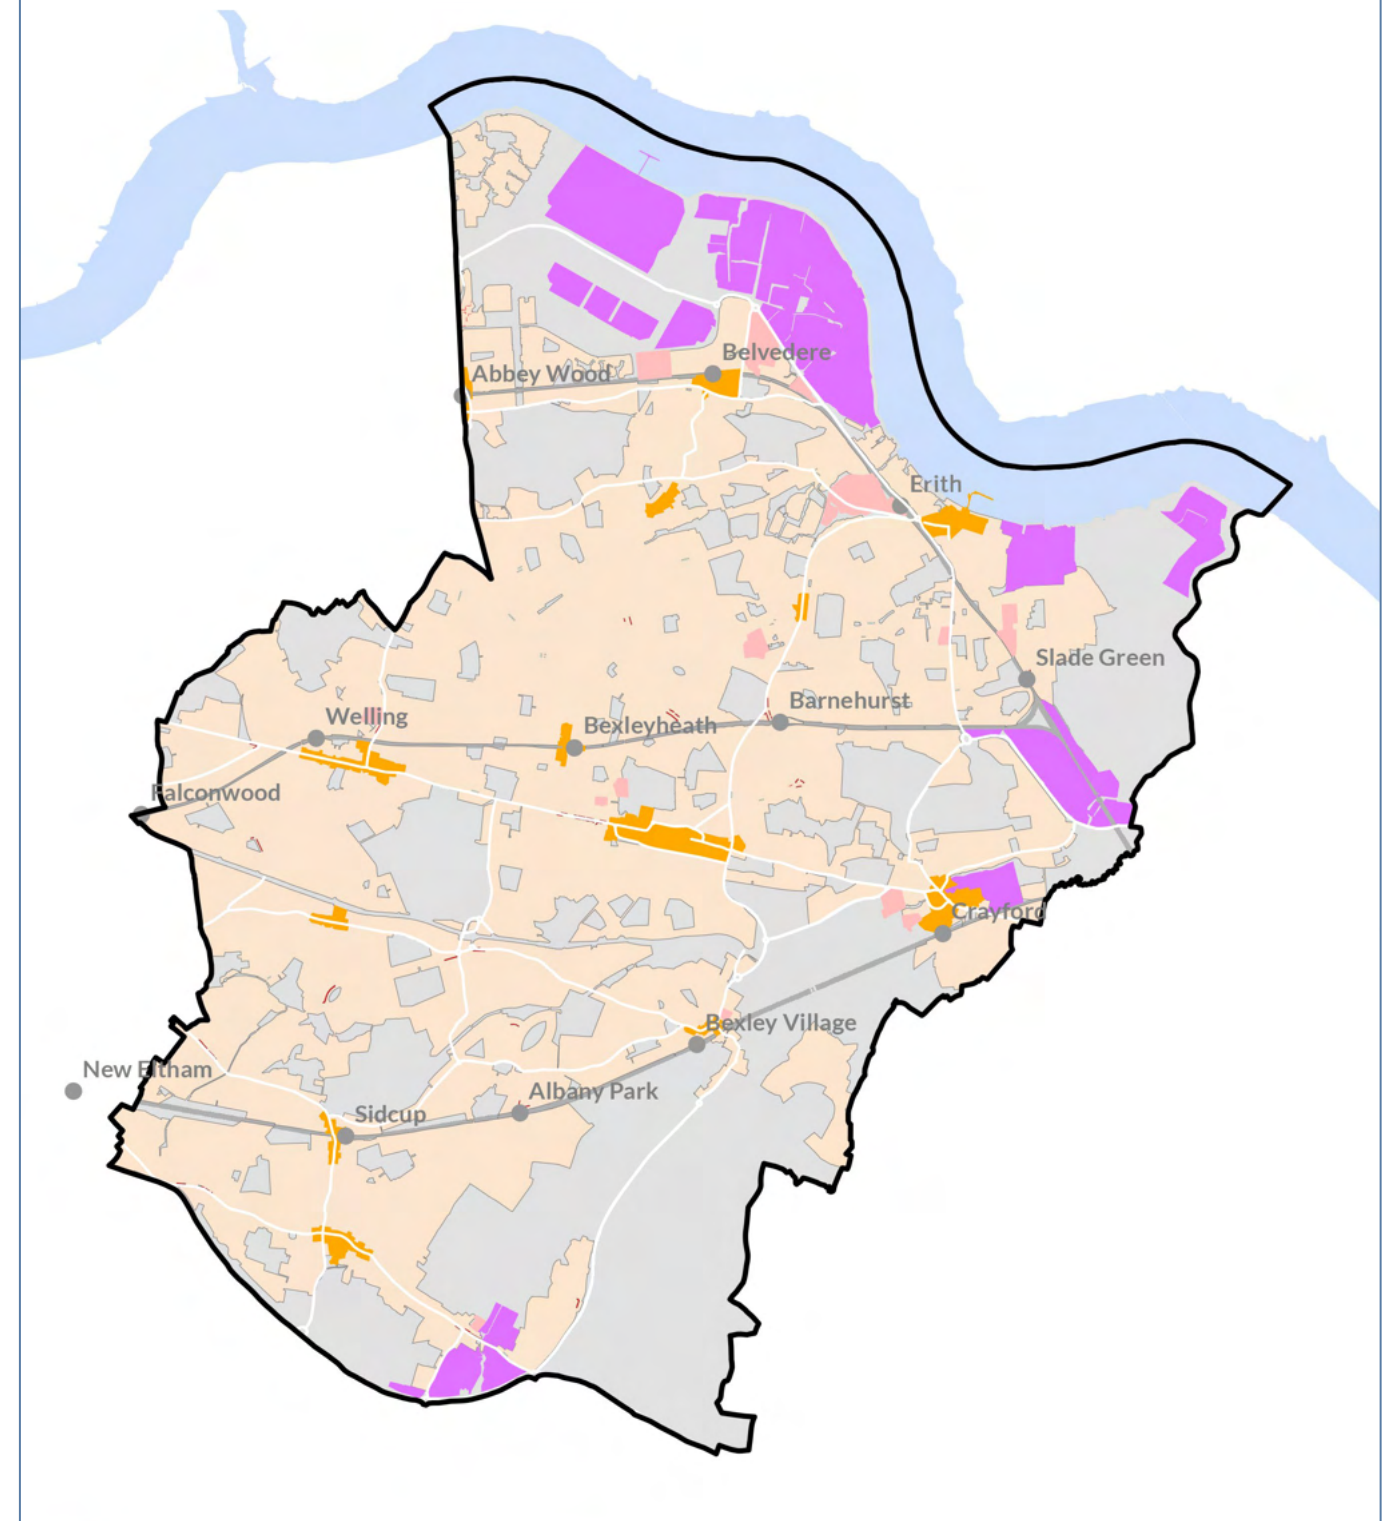 Belvedere
Abbey Wood
Erith
Slade Green
Barnehurst
Welling
Bexleyheath
Falconwood
Crayford
Bexley Village
New Eltham
Albany Park
Sidcup